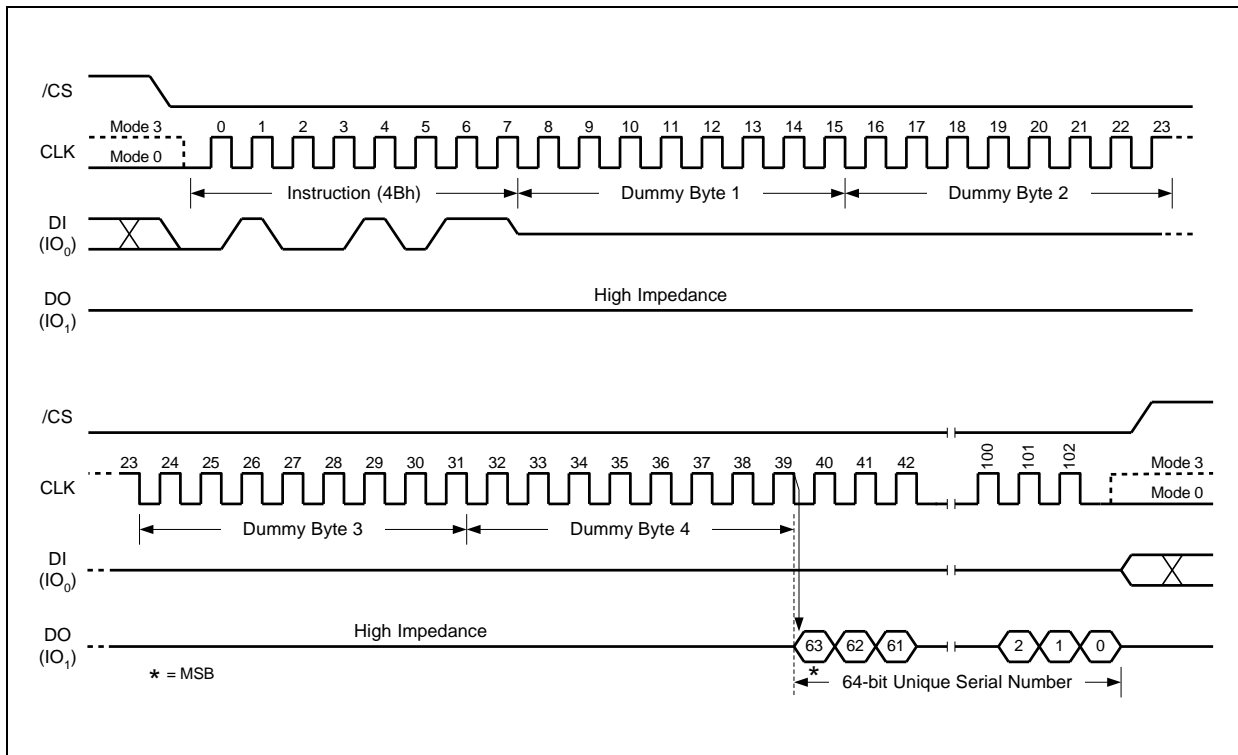 /CS
Mode 3
0 1 2 3 4 5 6 7 8 9 10 11 12 13 14 15 16 17 18 19 20 21 22 23
CLK
Mode 0
Instruction (4Bh)
Dummy Byte 1
Dummy Byte 2
DI
(IO0)
High Impedance
DO
(IO1)
/CS
23 24 25 26 27 28 29 30 31 32 33 34 35 36 37 38 39 40 41 42 100 101 102
Mode 3
CLK
Mode 0
Dummy Byte 3
Dummy Byte 4
DI
(IO0)
DO
(IO1)
High Impedance
63 62 61 2 1 0
* = MSB
*
64-bit Unique Serial Number